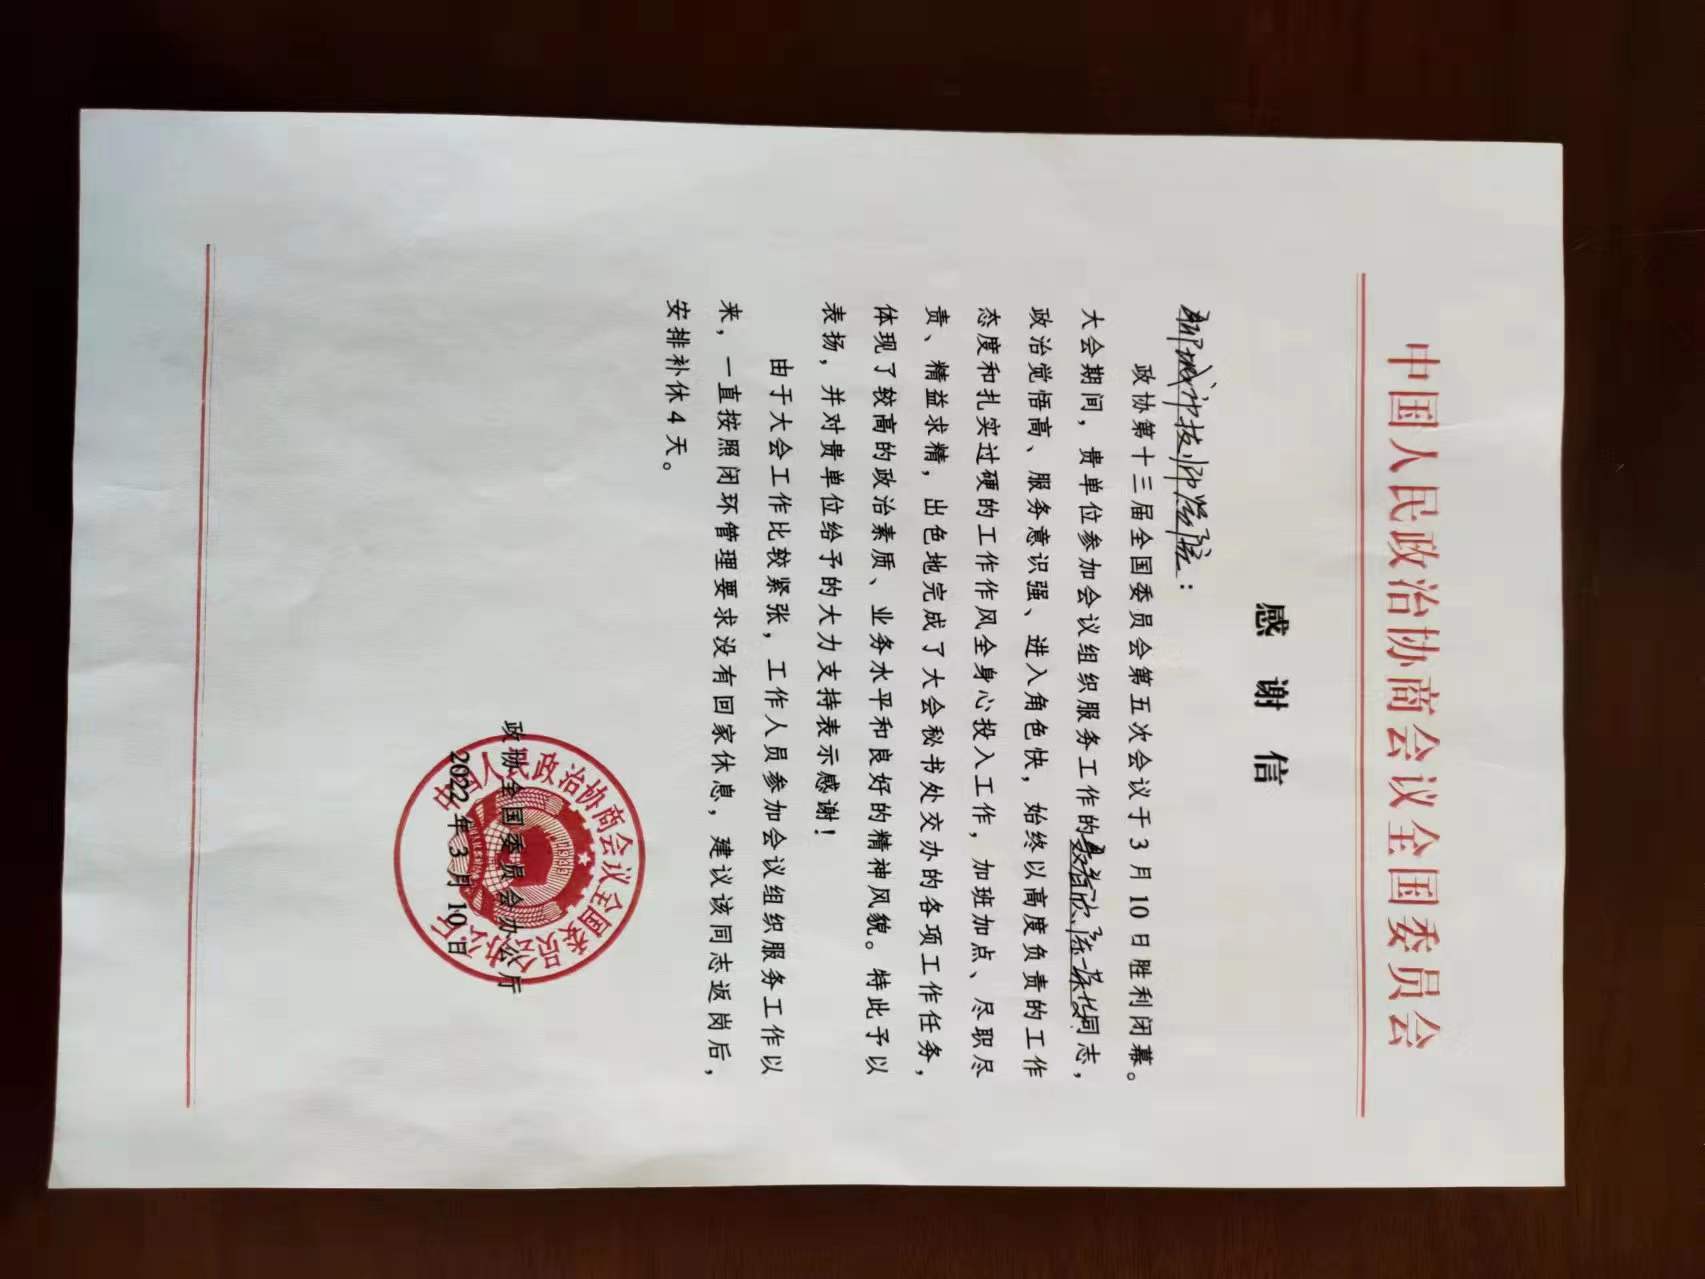 中国人民政治协商会议全国委员会
感谢信
聊城市技师学院：
政协第十三届全国委员会第五次会议于3月10日胜利闭幕。
大会期间，贵单位参加会议组织服务工作的同志，
政治觉悟高、服务意识强、进入角色快，始终以高度负责的工作
态度和扎实过硬的工作作风全身心投入工作，加班加点、尽职尽
责、精益求精，出色地完成了大会秘书处交办的各项工作任务，
体现了较高的政治素质、业务水平和良好的精神风貌。特此予以
表扬，并对贵单位给予的大力支持表示感谢！
由于大会工作比较紧张，工作人员参加会议组织服务工作以
来，一直按照闭环管理要求没有回家休息，建议该同志返岗后，
安排补休4天。
政协全国委员会办公厅
2022年3月10日
中国人民政治协商会议全国委员会办公厅